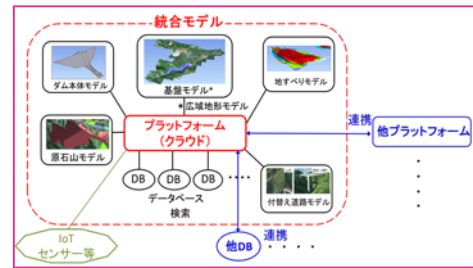 統合モデル
ダム本体モデル
基盤モデル*
地すべりモデル
*広域地形モデル
プラットフォーム
(クラウド)
連携
他プラットフォーム
原石山モデル
DB
DB
DB
・・・・
データベース
検索
付替え道路モデル
IoT
センサー等
他DB
連携
・・・・